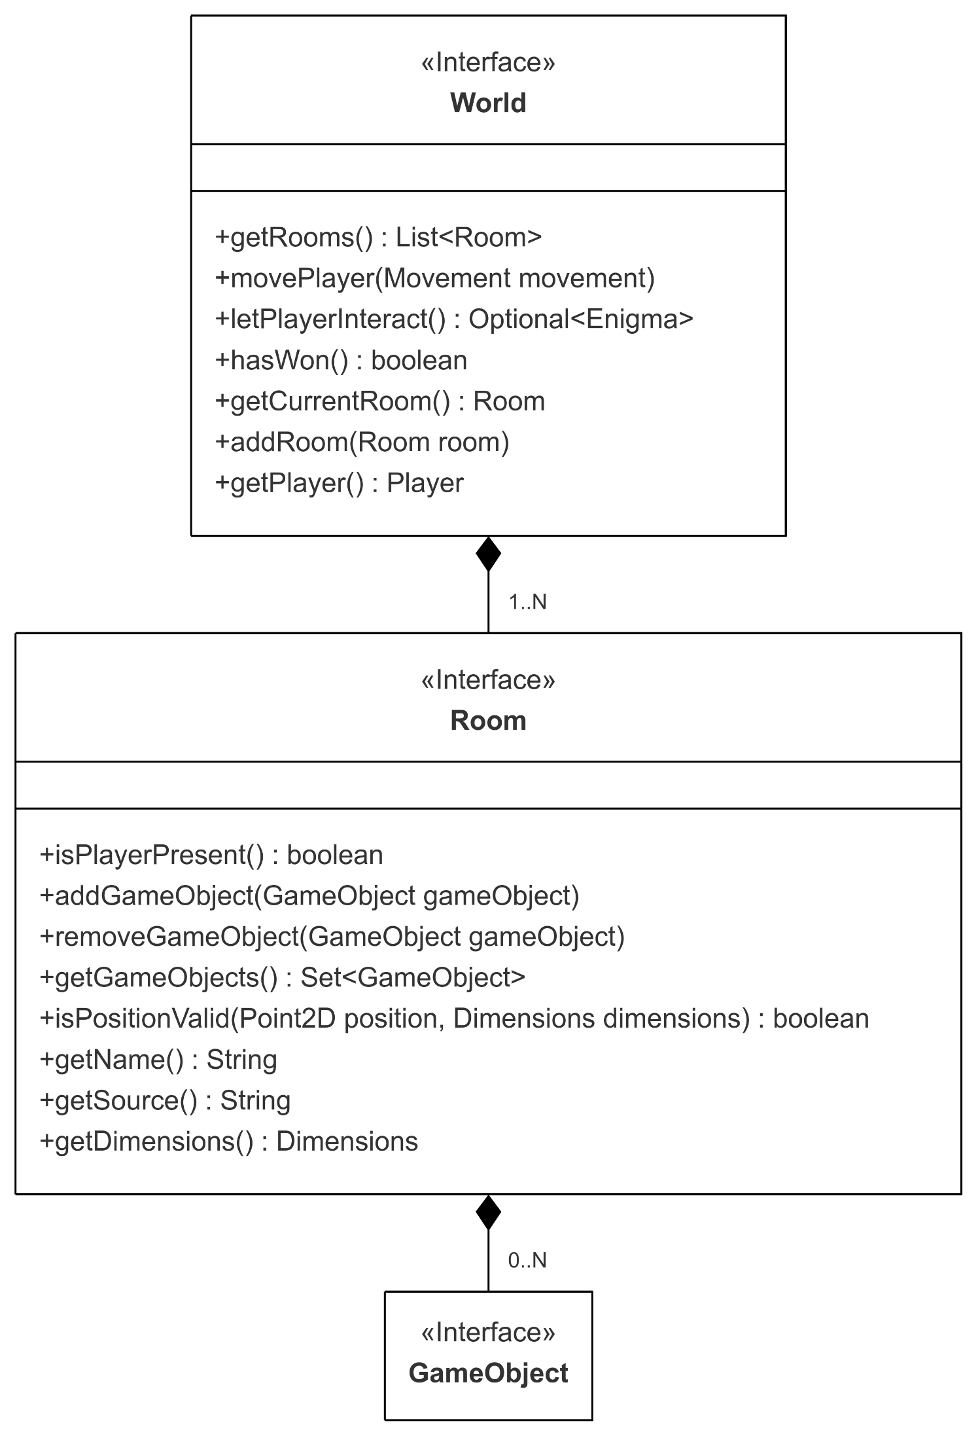 «Interface»
World
+getRooms() : List<Room>
+movePlayer(Movement movement)
+letPlayerInteract() : Optional<Enigma>
+hasWon() : boolean
+getCurrentRoom() : Room
+addRoom(Room room)
+getPlayer() : Player
1..N
«Interface»
Room
+isPlayerPresent() : boolean
+addGameObject(GameObject gameObject)
+removeGameObject(GameObject gameObject)
+getGameObjects() : Set<GameObject>
+isPositionValid(Point2D position, Dimensions dimensions) : boolean
+getName() : String
+getSource() : String
+getDimensions() : Dimensions
0..N
«Interface»
GameObject